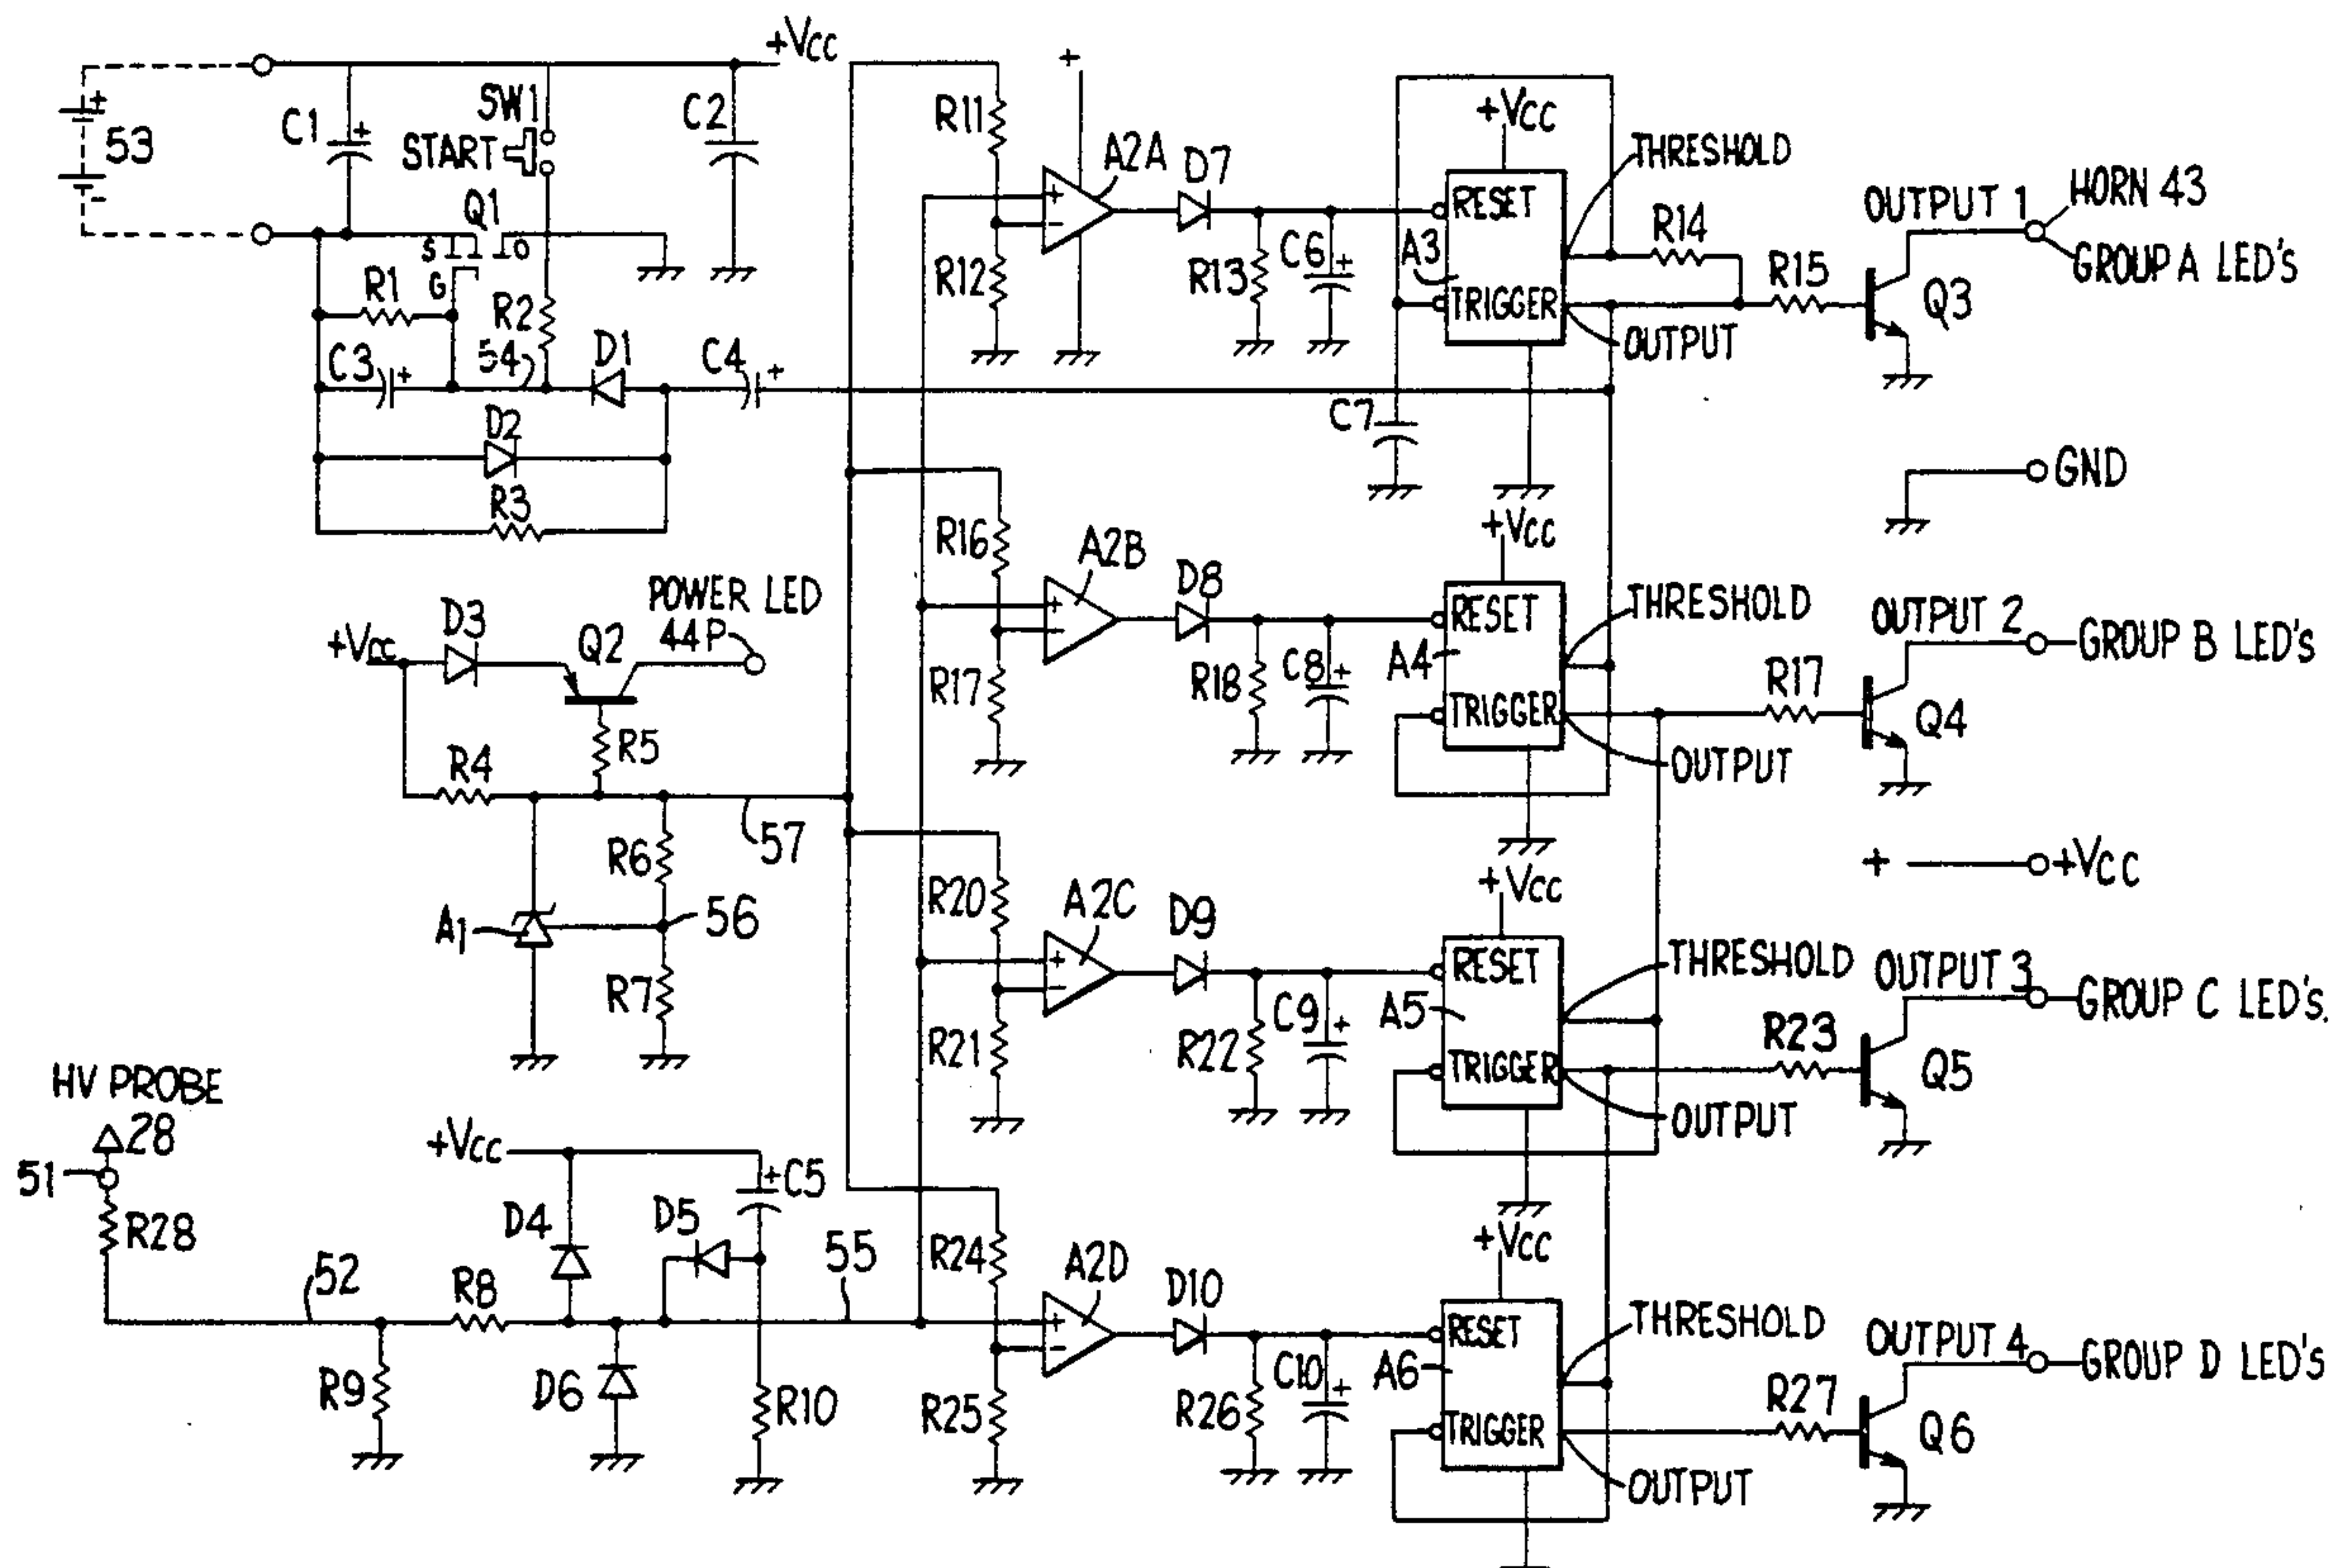 +Vcc
+
53
-
C1
+
SW1
START
C2
Q1
S
D
G
R1
R2
C3
+
54
D1
C4
+
D2
R3
R11
+
A2A
D7
+
-
R12
R13
C6
+
+Vcc
THRESHOLD
RESET
A3
TRIGGER
R14
R15
OUTPUT
C7
OUTPUT 1
HORN 43
GROUP A LED'S
Q3
GND
POWER LED
44P
+Vcc
D3
Q2
R5
R4
57
R6
A1
56
R7
R16
A2B
D8
+
-
R17
R18
C8
+
+Vcc
THRESHOLD
RESET
A4
TRIGGER
OUTPUT
R17
OUTPUT 2
GROUP B LED'S
Q4
+
+Vcc
R20
A2C
D9
+
-
R21
R22
C9
+
+Vcc
THRESHOLD
RESET
A5
TRIGGER
OUTPUT
R23
OUTPUT 3
GROUP C LED'S.
Q5
HV PROBE
28
51
R28
52
R9
R8
+Vcc
D4
D5
+
C5
D6
R10
55
R24
A2D
D10
+
-
R25
R26
C10
+
+Vcc
THRESHOLD
RESET
A6
TRIGGER
OUTPUT
R27
OUTPUT 4
GROUP D LED'S
Q6